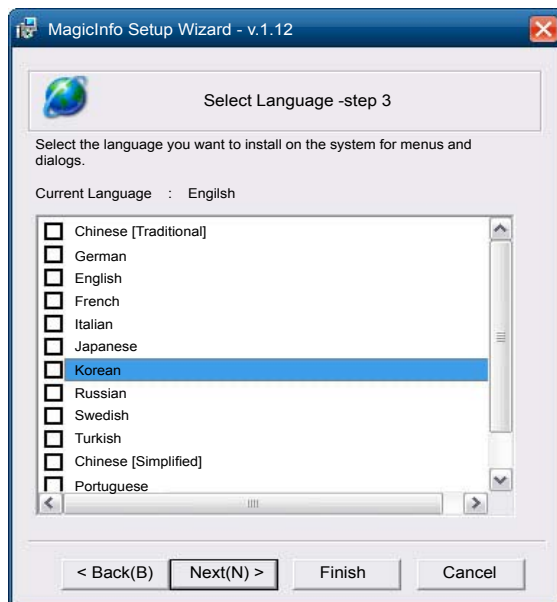 MagicInfo Setup Wizard - v.1.12
Select Language -step 3
Select the language you want to install on the system for menus and
dialogs.
Current Language : Engilsh
Chinese [Traditional]
German
English
French
Italian
Japanese
Korean
Russian
Swedish
Turkish
Chinese [Simplified]
Portuguese
< Back(B) Next(N) > Finish Cancel